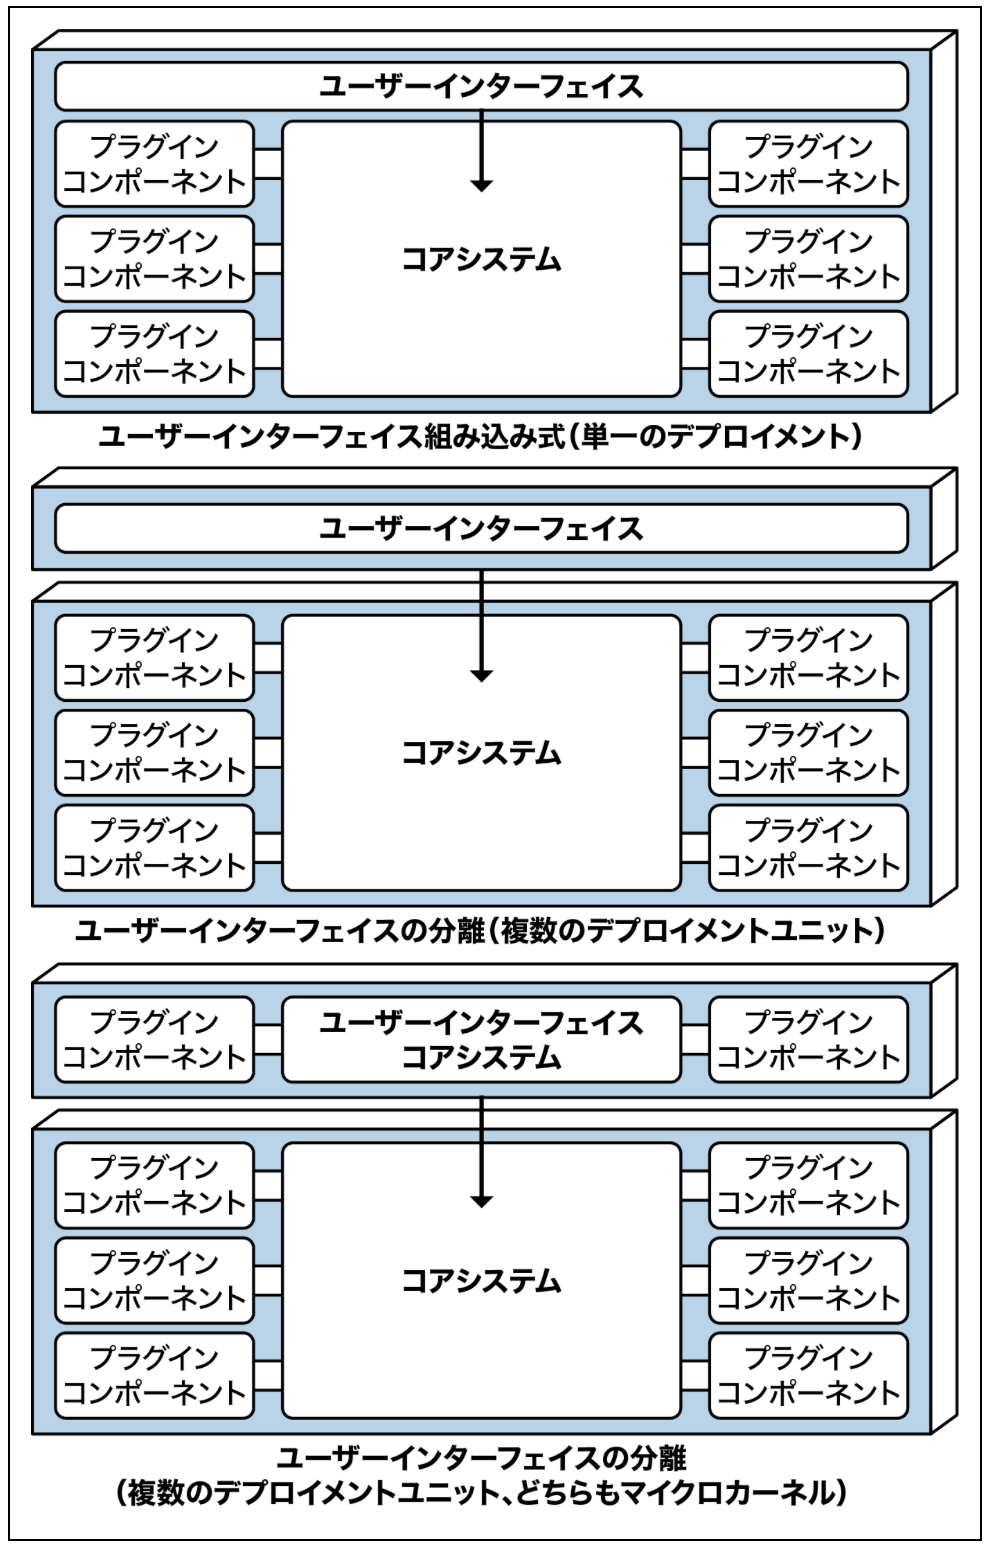 ユーザーインターフェイス
プラグイン
コンポーネント
プラグイン
コンポーネント
プラグイン
コンポーネント
コアシステム
プラグイン
コンポーネント
プラグイン
コンポーネント
プラグイン
コンポーネント
ユーザーインターフェイス組み込み式(単一のデプロイメント)
ユーザーインターフェイス
プラグイン
コンポーネント
プラグイン
コンポーネント
プラグイン
コンポーネント
コアシステム
プラグイン
コンポーネント
プラグイン
コンポーネント
プラグイン
コンポーネント
ユーザーインターフェイスの分離(複数のデプロイメントユニット)
プラグイン
コンポーネント
ユーザーインターフェイス
コアシステム
プラグイン
コンポーネント
プラグイン
コンポーネント
プラグイン
コンポーネント
プラグイン
コンポーネント
コアシステム
プラグイン
コンポーネント
プラグイン
コンポーネント
プラグイン
コンポーネント
ユーザーインターフェイスの分離
(複数のデプロイメントユニット、どちらもマイクロカーネル)